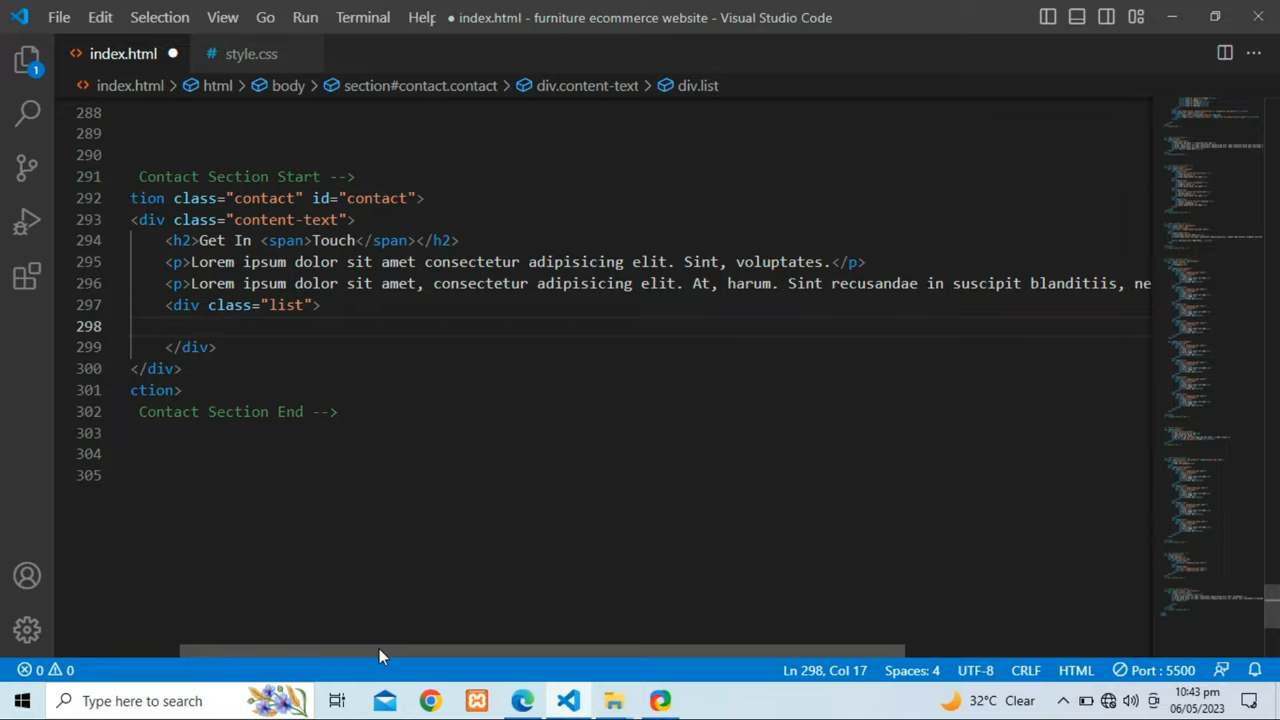 File Edit Selection View Go Run Terminal Help ● index.html - furniture ecommerce website - Visual Studio Code
index.html ● # style.css
index.html > html > body > section#contact.contact > div.content-text > div.list
288
289
290
291 Contact Section Start -->
292 tion class="contact" id="contact">
293 <div class="content-text">
294 <h2>Get In <span>Touch</span></h2>
295 <p>Lorem ipsum dolor sit amet consectetur adipisicing elit. Sint, voluptates.</p>
296 <p>Lorem ipsum dolor sit amet, consectetur adipisicing elit. At, harum. Sint recusandae in suscipit blanditiis, ne
297 <div class="list">
298
299 </div>
300 </div>
301 ction>
302 Contact Section End -->
303
304
305
1
0 0 Ln 298, Col 17 Spaces: 4 UTF-8 CRLF HTML Port : 5500
Type here to search 32°C Clear 10:43 pm
06/05/2023